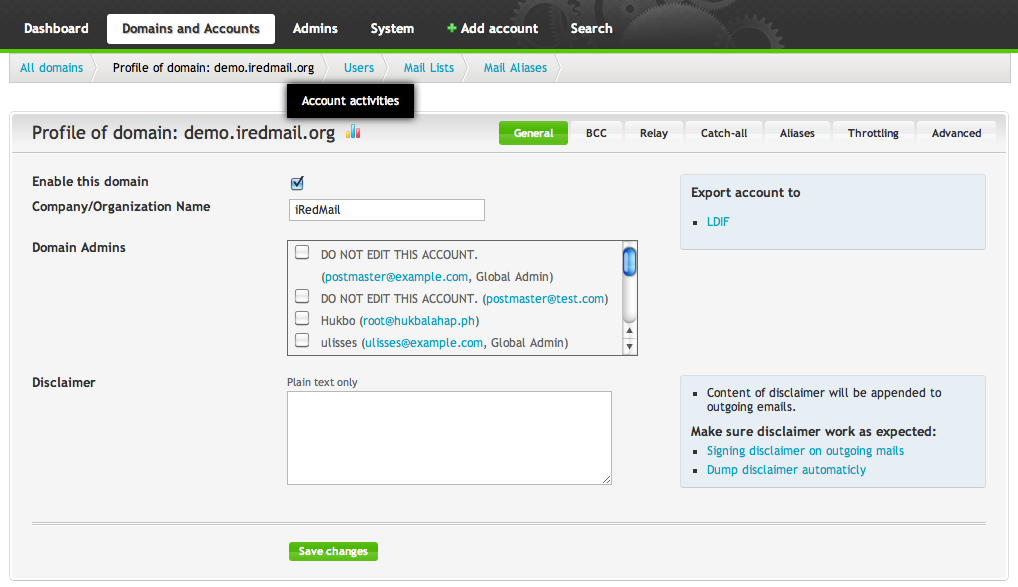 Dashboard Domains and Accounts Admins System + Add account Search
All domains Profile of domain: demo.iredmail.org Users Mail Lists Mail Aliases
Account activities
Profile of domain: demo.iredmail.org General BCC Relay Catch-all Aliases Throttling Advanced
Enable this domain
Company/Organization Name iRedMail
Export account to
LDIF
Domain Admins
DO NOT EDIT THIS ACCOUNT.
(postmaster@example.com, Global Admin)
DO NOT EDIT THIS ACCOUNT. (postmaster@test.com)
Hukbo (root@hukbalahap.ph)
ulisses (ulisses@example.com, Global Admin)
Disclaimer
Plain text only
Content of disclaimer will be appended to
outgoing emails.
Make sure disclaimer work as expected:
Signing disclaimer on outgoing mails
Dump disclaimer automaticly
Save changes